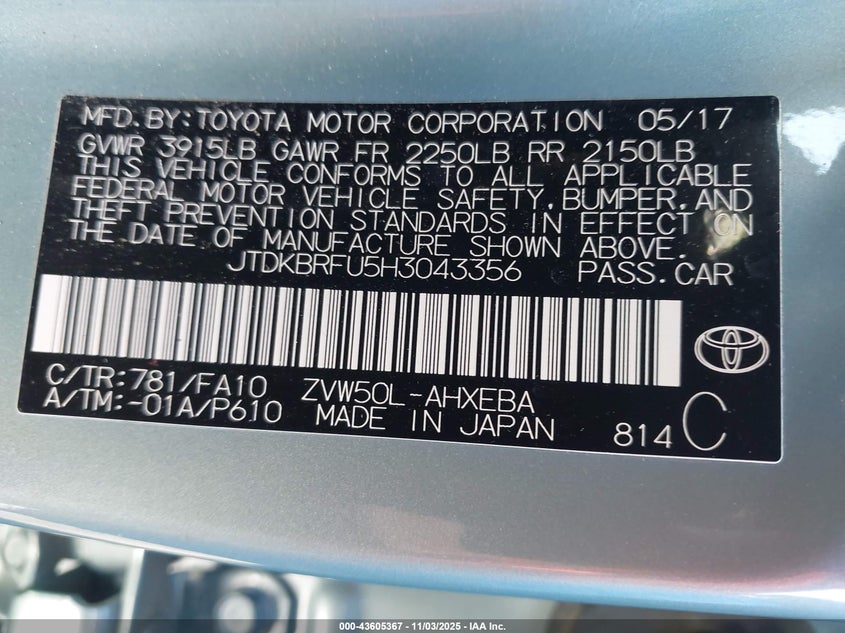 MFD. BY: TOYOTA MOTOR CORPORATION 05/17
GVWR 3915LB GAWR FR 2250LB RR 2150LB
THIS VEHICLE CONFORMS TO ALL APPLICABLE
FEDERAL MOTOR VEHICLE SAFETY, BUMPER, AND
THEFT PREVENTION STANDARDS IN EFFECT ON
THE DATE OF MANUFACTURE SHOWN ABOVE.
JTDKBRFU5H3043356 PASS. CAR
C/TR: 781/FA10 ZVW50L-AHXEBA
A/TM: -01A/P610 MADE IN JAPAN
814 C
000-43605367 - 11/03/2025 - IAA Inc.